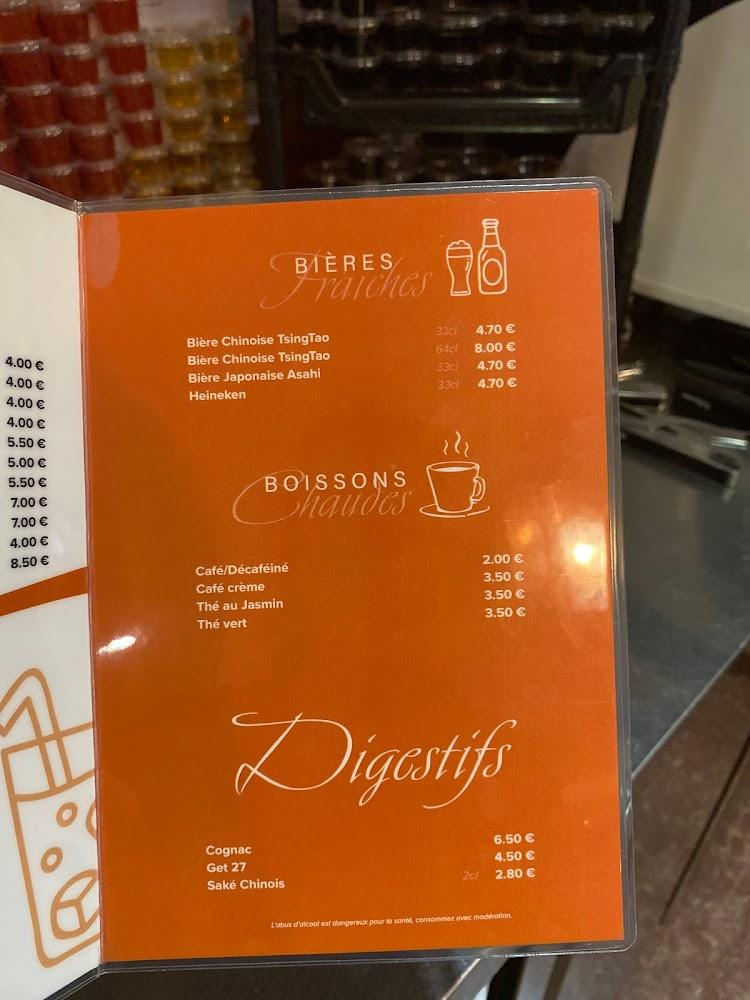 4.00 €
4.00 €
4.00 €
4.00 €
5.50 €
5.00 €
5.50 €
7.00 €
7.00 €
4.00 €
8.50 €
BIÈRES
Fraiches
Bière Chinoise TsingTao 33cl 4.70 €
Bière Chinoise TsingTao 64cl 8.00 €
Bière Japonaise Asahi 33cl 4.70 €
Heineken 33cl 4.70 €
BOISSONS
Chaudes
Café/Décaféiné 2.00 €
Café crème 3.50 €
Thé au Jasmin 3.50 €
Thé vert 3.50 €
Digestifs
Cognac 6.50 €
Get 27 4.50 €
Saké Chinois 2cl 2.80 €
L'abus d'alcool est dangereux pour la santé, consommez avec modération.